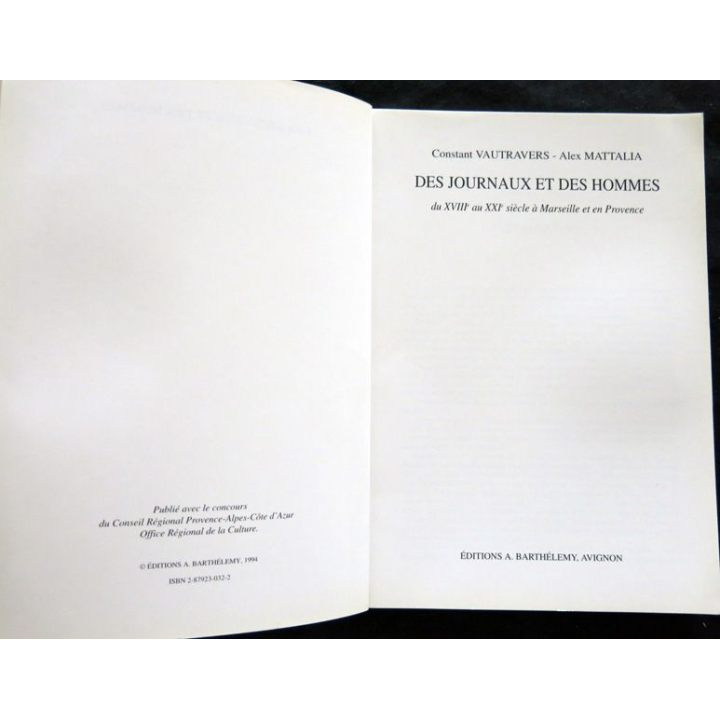 Publié avec le concours
du Conseil Régional Provence-Alpes-Côte d'Azur
Office Régional de la Culture.
© ÉDITIONS A. BARTHÉLEMY, 1994
ISBN 2-87923-032-2
Constant VAUTRAVERS - Alex MATTALIA
DES JOURNAUX ET DES HOMMES
du XVIIIe au XXIe siècle à Marseille et en Provence
ÉDITIONS A. BARTHÉLEMY, AVIGNON